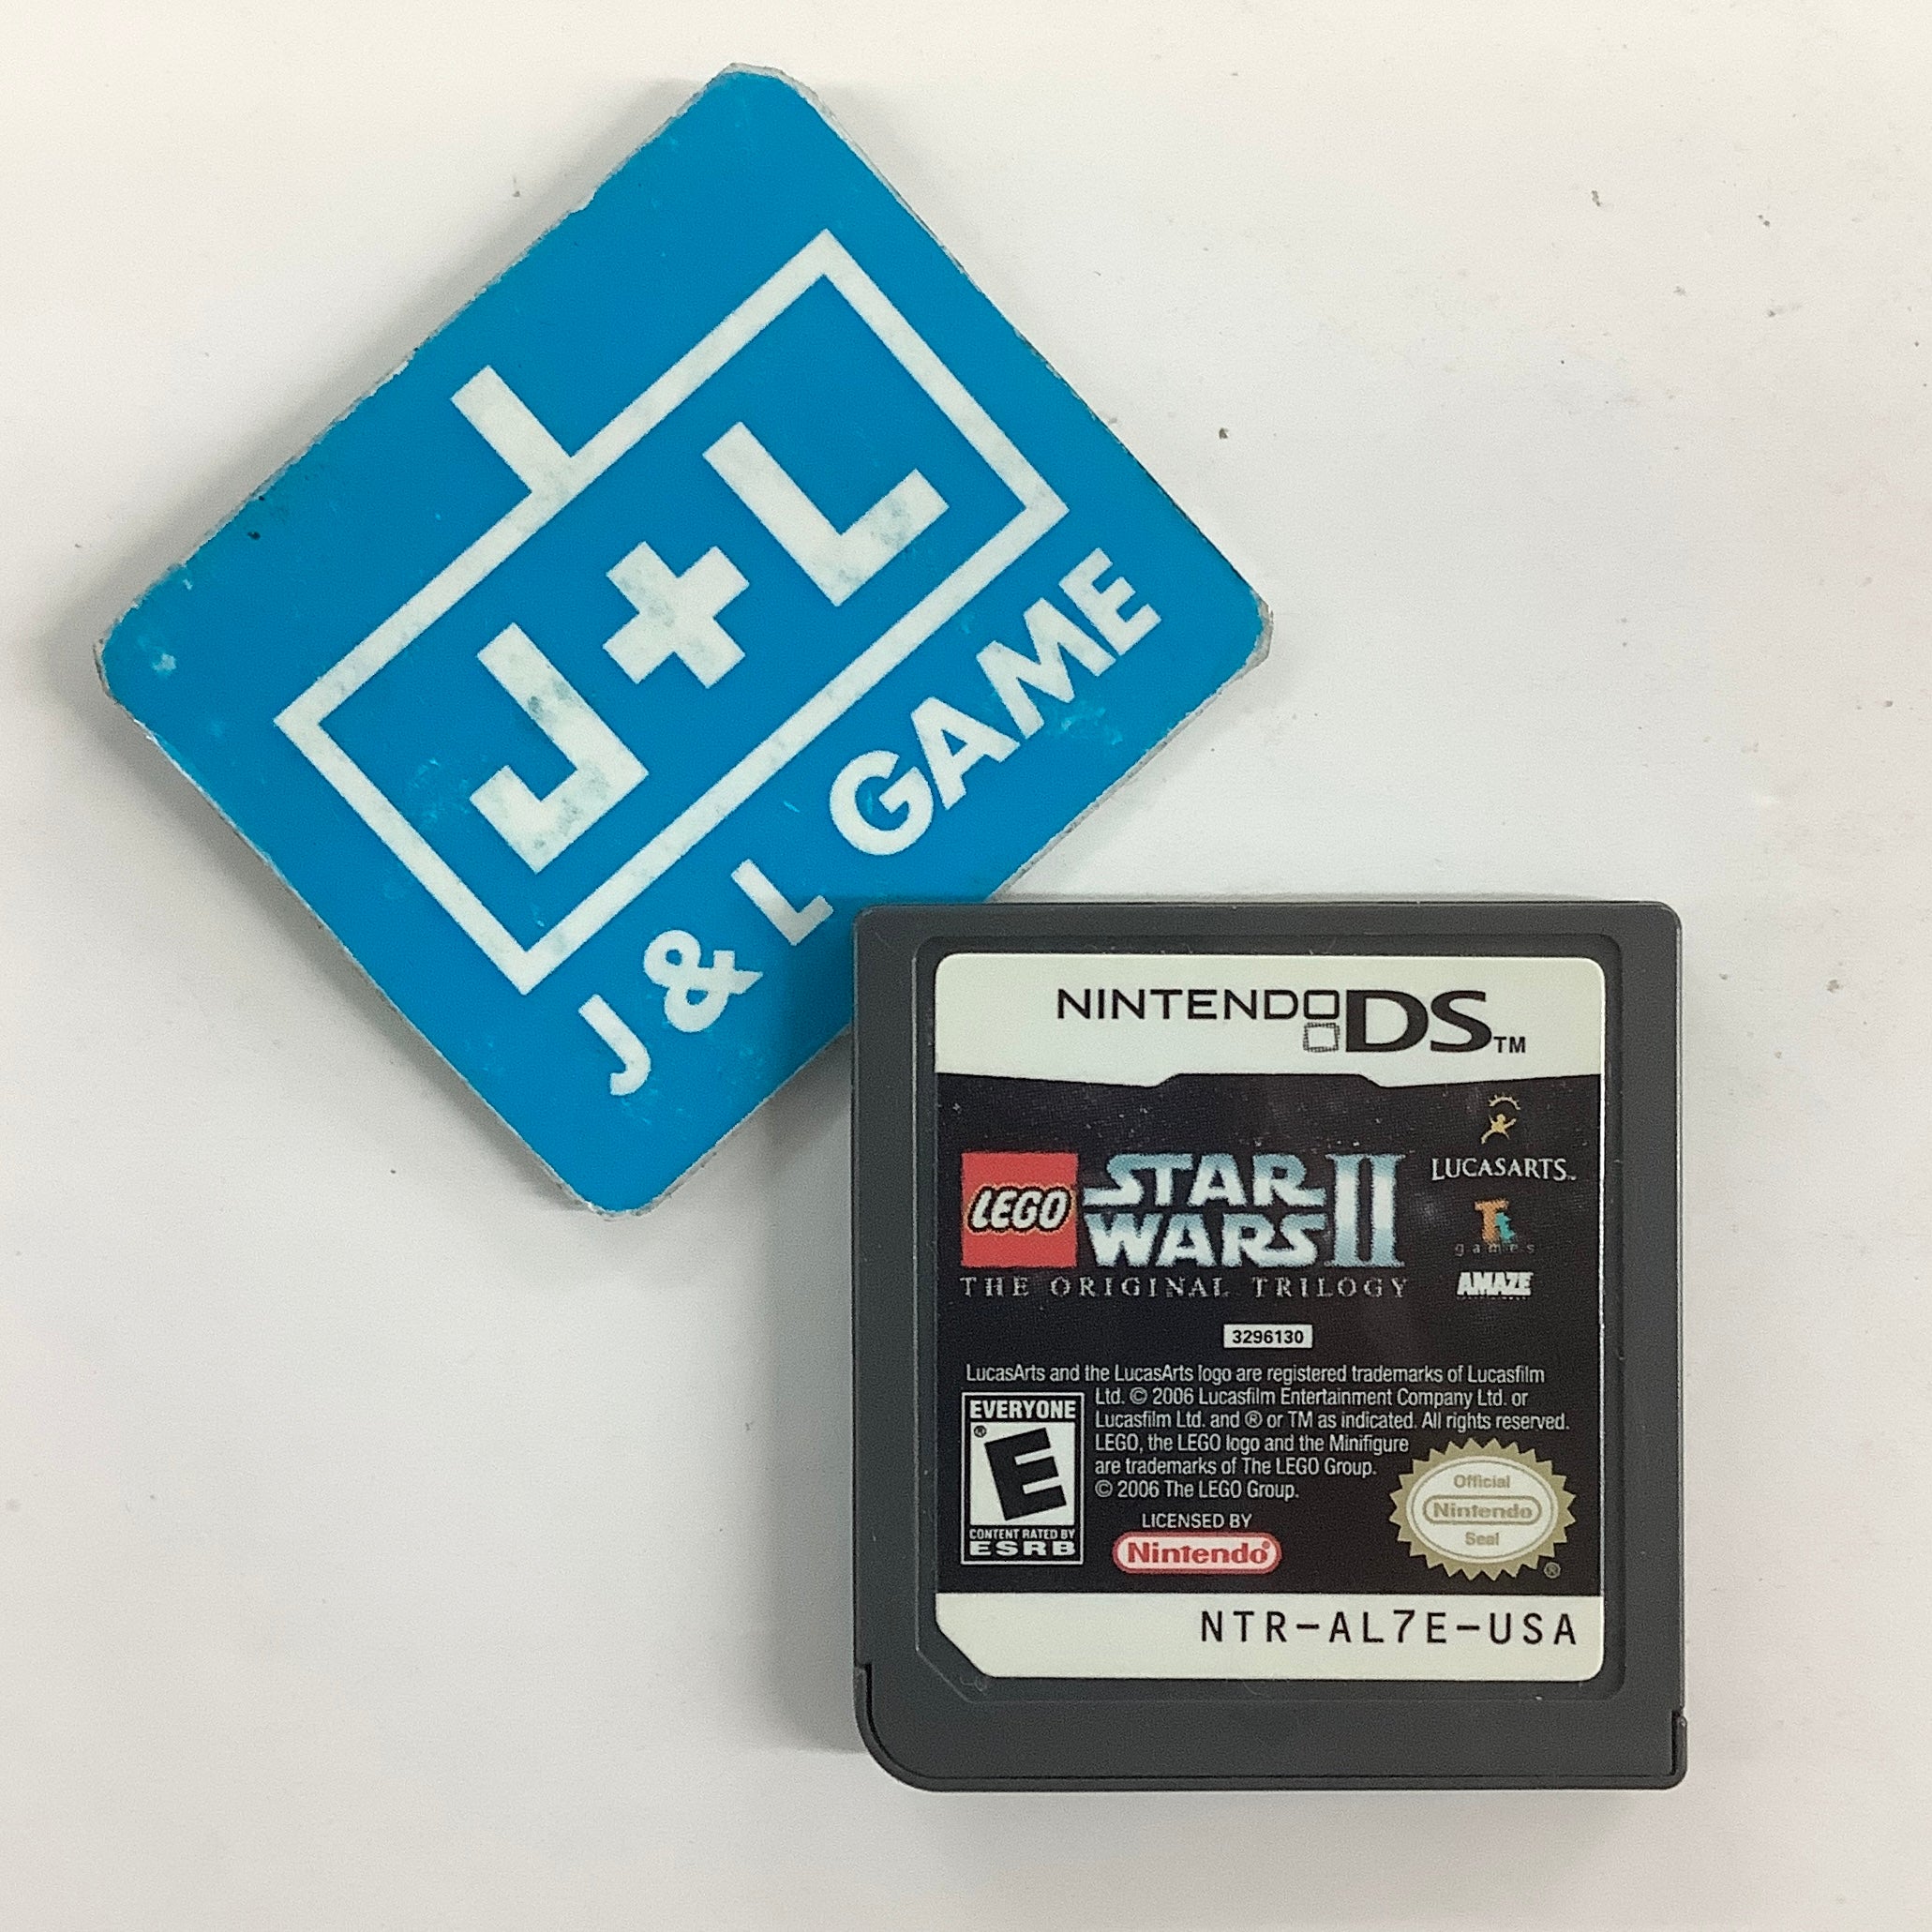 J+L
J & L GAME
NINTENDO DS™
LEGO
STAR WARS II
THE ORIGINAL TRILOGY
LUCASARTS™
Tt
games
AMAZE
3296130
LucasArts and the LucasArts logo are registered trademarks of Lucasfilm
Ltd. © 2006 Lucasfilm Entertainment Company Ltd. or
Lucasfilm Ltd. and ® or TM as indicated. All rights reserved.
LEGO, the LEGO logo and the Minifigure
are trademarks of The LEGO Group.
© 2006 The LEGO Group.
EVERYONE
E®
CONTENT RATED BY
ESRB
LICENSED BY
Nintendo®
Official
Nintendo
Seal
®
NTR-AL7E-USA